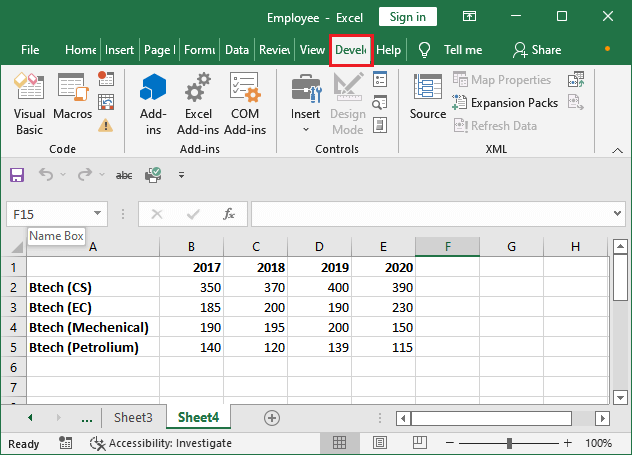 Employee - Excel Sign in
File Home Insert Page l Formu Data Review View Develo Help Tell me Share
Visual Basic Macros Add-ins Excel Add-ins COM Add-ins Insert Design Mode Source Map Properties
Expansion Packs
Refresh Data
Code Add-ins Controls XML
abc
F15 fx
Name Box
A B C D E F G H
1 2017 2018 2019 2020
2 Btech (CS) 350 370 400 390
3 Btech (EC) 185 200 190 230
4 Btech (Mechenical) 190 195 200 150
5 Btech (Petrolium) 140 120 139 115
6
7
... Sheet3 Sheet4
Ready Accessibility: Investigate 100%